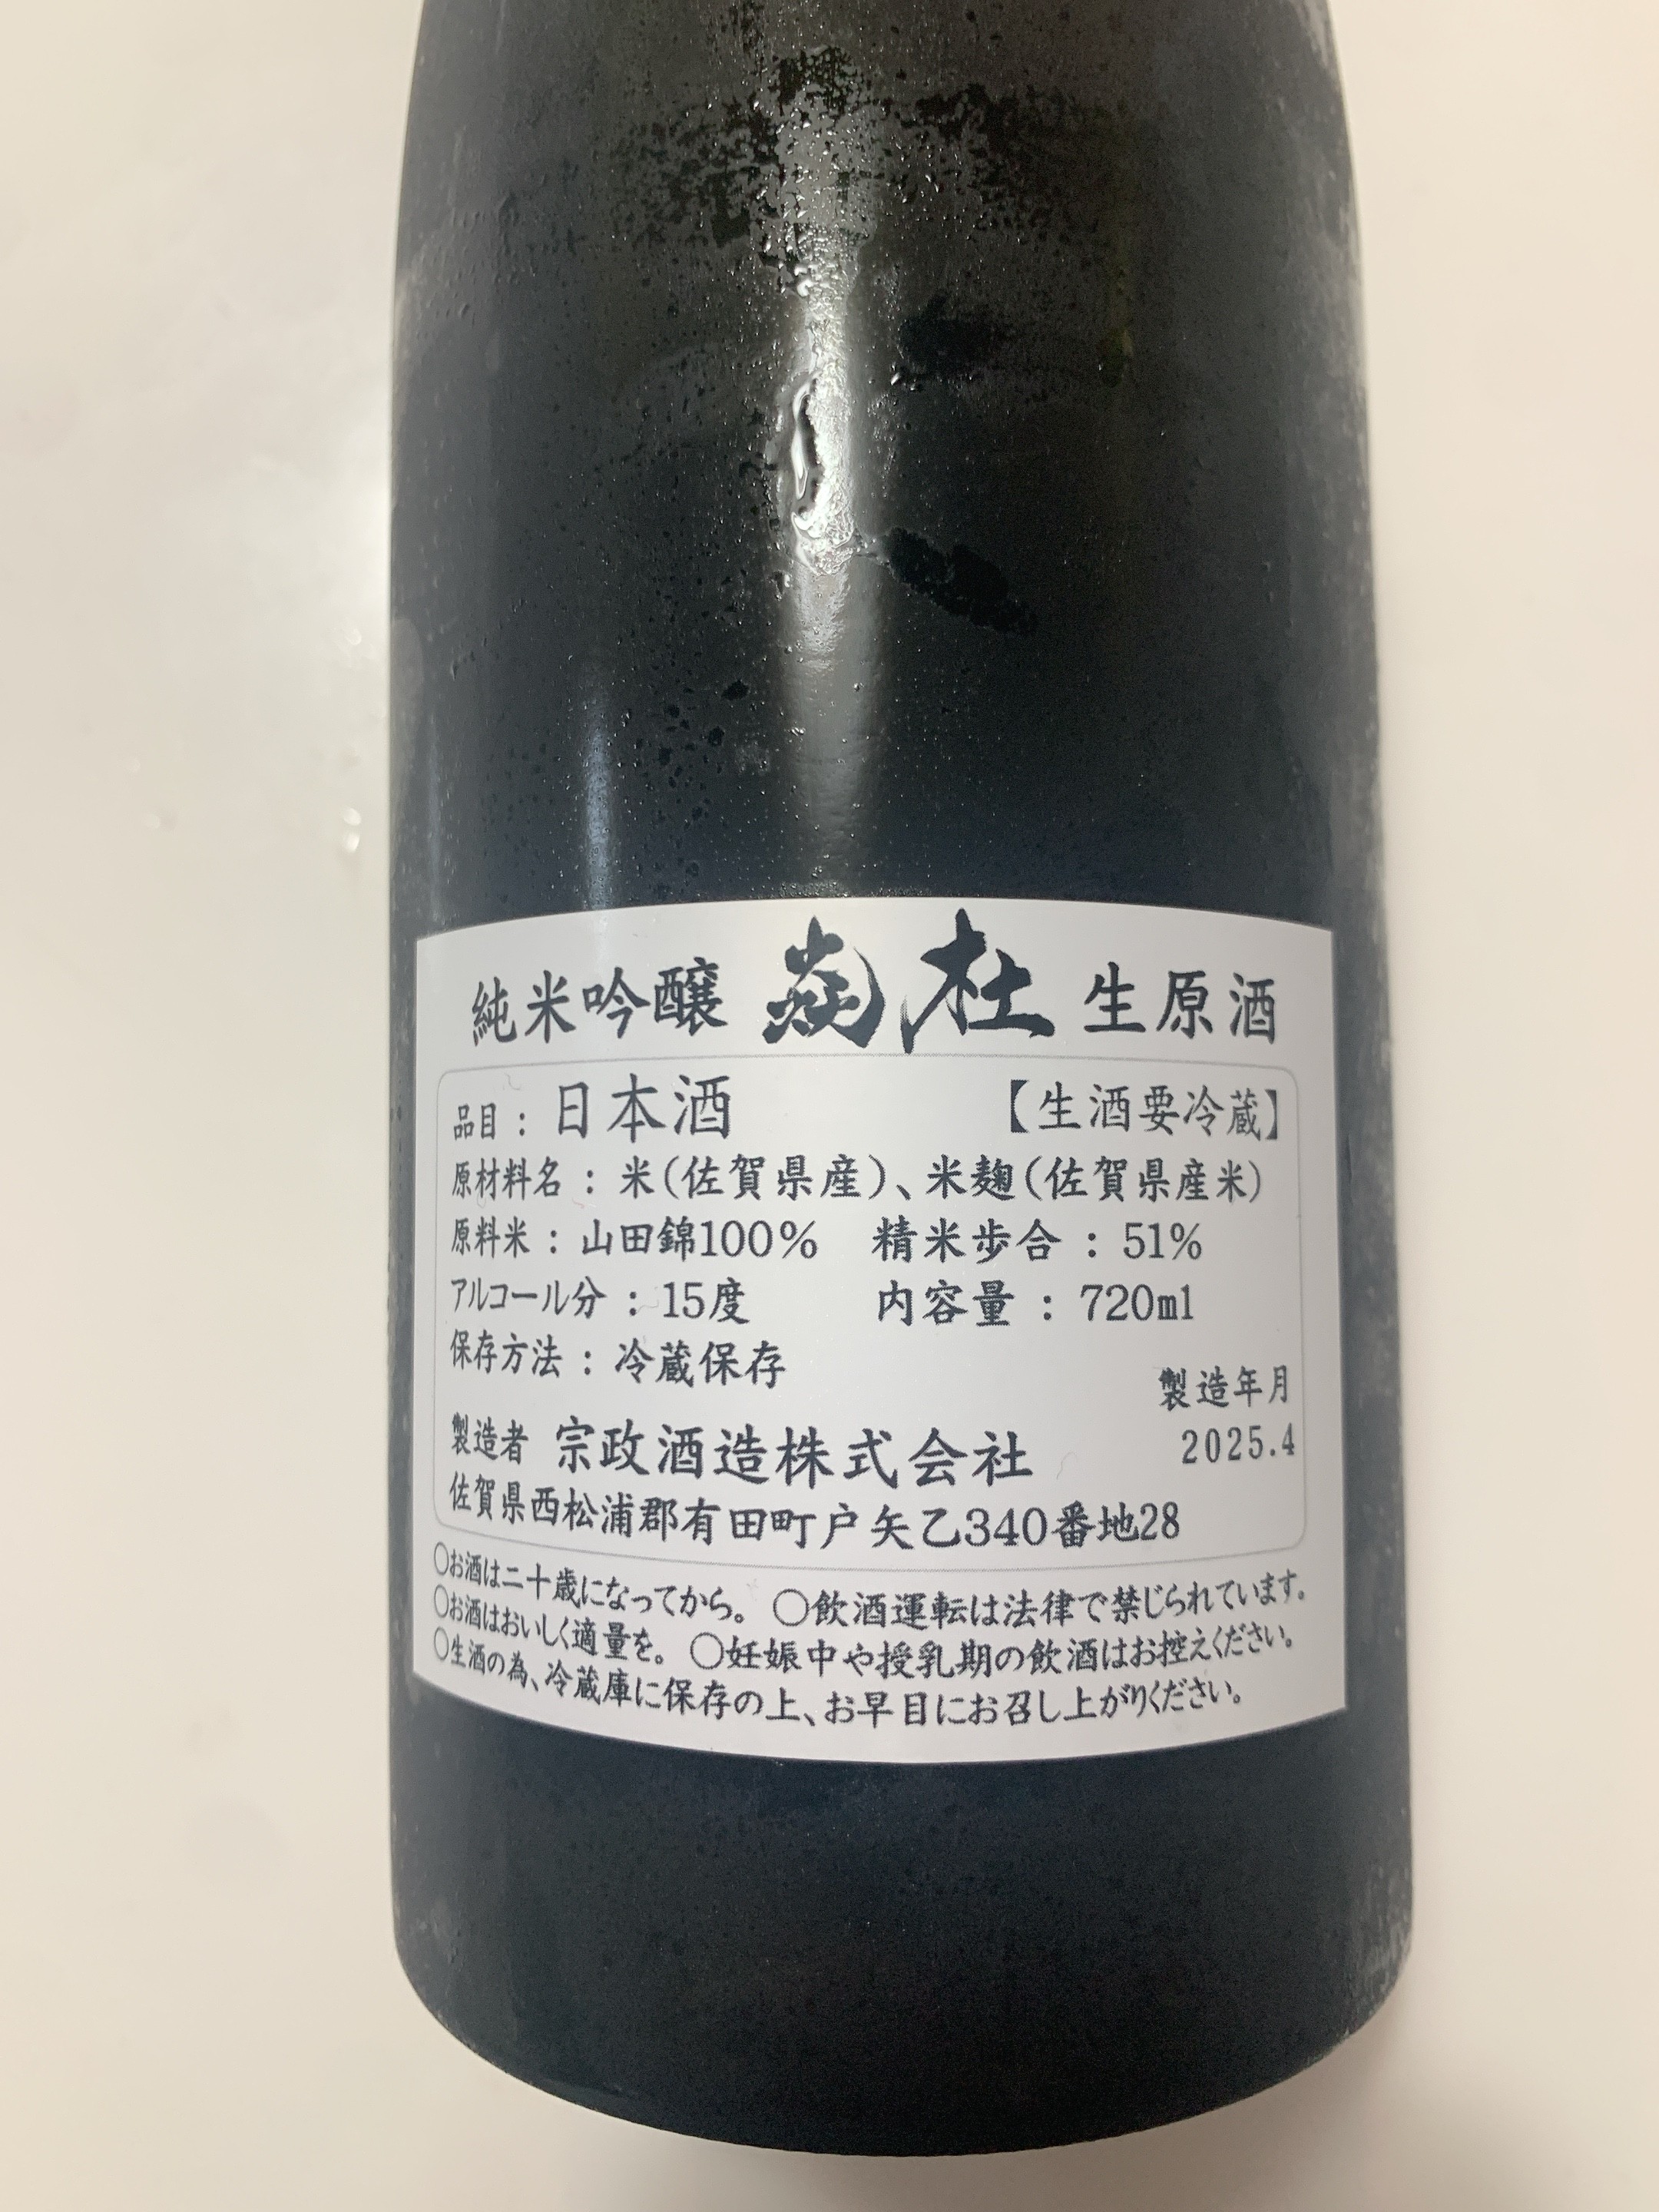 純米吟醸 杜 生原酒
品目：日本酒 【生酒要冷蔵】
原材料名：米(佐賀県産)、米麹(佐賀県産米)
原料米：山田錦100% 精米歩合：51%
アルコール分：15度 内容量：720ml
保存方法：冷蔵保存
製造年月
2025.4
製造者 宗政酒造株式会社
佐賀県西松浦郡有田町戸矢乙340番地28
○お酒は二十歳になってから。 ○飲酒運転は法律で禁じられています。
○お酒はおいしく適量を。 ○妊娠中や授乳期の飲酒はお控えください。
○生酒の為、冷蔵庫に保存の上、お早目にお召し上がりください。